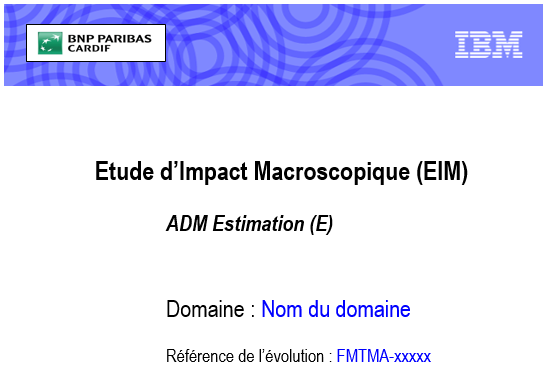 BNP PARIBAS
CARDIF
IBM
Etude d’Impact Macroscopique (EIM)
ADM Estimation (E)
Domaine : Nom du domaine
Référence de l’évolution : FMTMA-xxxxx